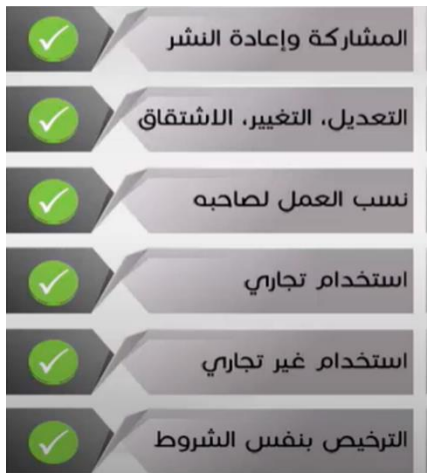 المشاركة وإعادة النشر
التعديل، التغيير، الاشتقاق
نسب العمل لصاحبه
استخدام تجاري
استخدام غير تجاري
الترخيص بنفس الشروط